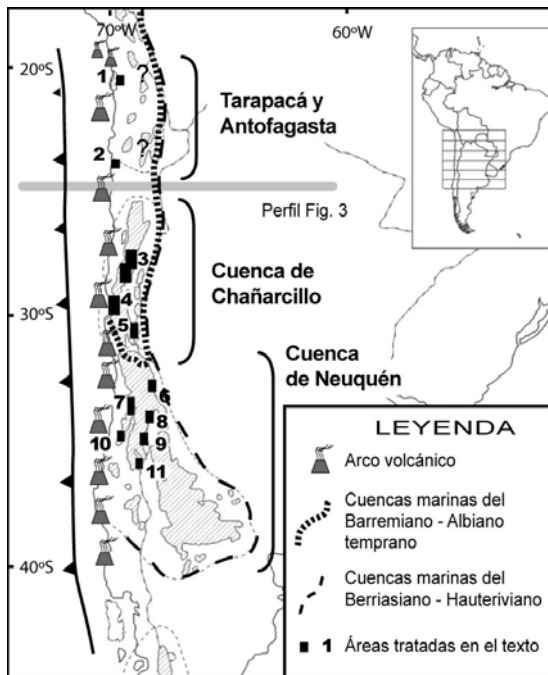 70ºW
60ºW
20ºS
1
?
Tarapacá y
Antofagasta
2
?
Perfil Fig. 3
3
Cuenca de
Chañarcillo
4
30ºS
5
Cuenca
de Neuquén
6
7
8
10
9
11
40ºS
LEYENDA
Arco volcánico
Cuencas marinas del
Barremiano - Albiano
temprano
Cuencas marinas del
Berriasiano - Hauteriviano
1 Áreas tratadas en el texto